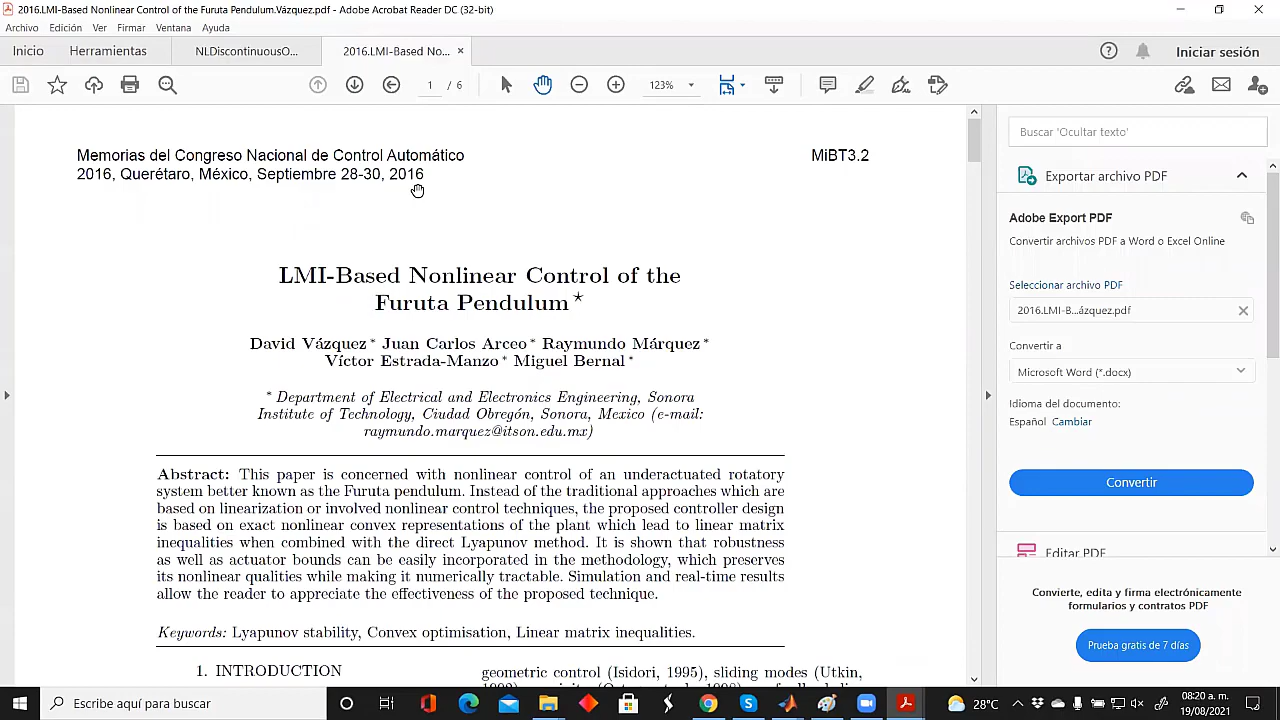 2016.LMI-Based Nonlinear Control of the Furuta Pendulum.Vázquez.pdf - Adobe Acrobat Reader DC (32-bit)
Archivo Edición Ver Firmar Ventana Ayuda
Inicio Herramientas NLDiscontinuousO... 2016.LMI-Based No... × Iniciar sesión
1 / 6 123%
Buscar 'Ocultar texto'
Memorias del Congreso Nacional de Control Automático MiBT3.2
2016, Querétaro, México, Septiembre 28-30, 2016
LMI-Based Nonlinear Control of the
Furuta Pendulum ⋆
David Vázquez * Juan Carlos Arceo * Raymundo Márquez *
Víctor Estrada-Manzo * Miguel Bernal *
* Department of Electrical and Electronics Engineering, Sonora
Institute of Technology, Ciudad Obregón, Sonora, Mexico (e-mail:
raymundo.marquez@itson.edu.mx)
Abstract: This paper is concerned with nonlinear control of an underactuated rotatory
system better known as the Furuta pendulum. Instead of the traditional approaches which are
based on linearization or involved nonlinear control techniques, the proposed controller design
is based on exact nonlinear convex representations of the plant which lead to linear matrix
inequalities when combined with the direct Lyapunov method. It is shown that robustness
as well as actuator bounds can be easily incorporated in the methodology, which preserves
its nonlinear qualities while making it numerically tractable. Simulation and real-time results
allow the reader to appreciate the effectiveness of the proposed technique.
Keywords: Lyapunov stability, Convex optimisation, Linear matrix inequalities.
1. INTRODUCTION
geometric control (Isidori, 1995), sliding modes (Utkin,
Exportar archivo PDF
Adobe Export PDF
Convertir archivos PDF a Word o Excel Online
Seleccionar archivo PDF
2016.LMI-B...ázquez.pdf
Convertir a
Microsoft Word (*.docx)
Idioma del documento:
Español Cambiar
Convertir
Editar PDF
Convierte, edita y firma electrónicamente
formularios y contratos PDF
Prueba gratis de 7 días
Escribe aquí para buscar
28°C
08:20 a. m.
19/08/2021